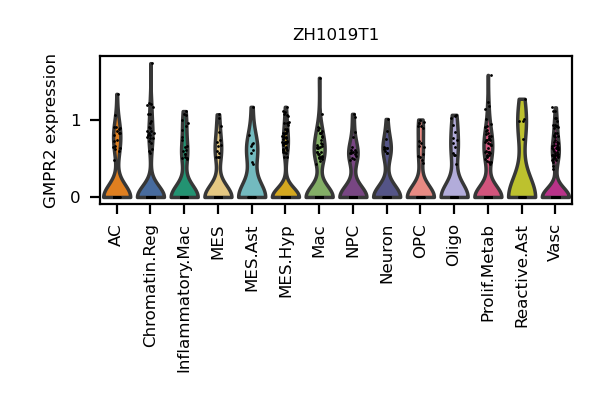 ZH1019T1
GMPR2 expression
1
0
AC
Chromatin.Reg
Inflammatory.Mac
MES
MES.Ast
MES.Hyp
Mac
NPC
Neuron
OPC
Oligo
Prolif.Metab
Reactive.Ast
Vasc